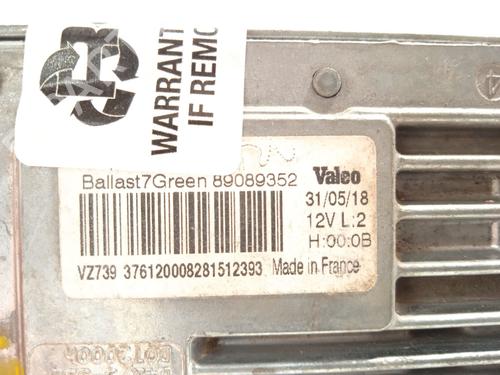 WARRANT
IF REMO
Ballast7Green 89089352 Valeo
31/05/18
12V L:2
H:00:0B
VZ739 376120008281512393 Made in France